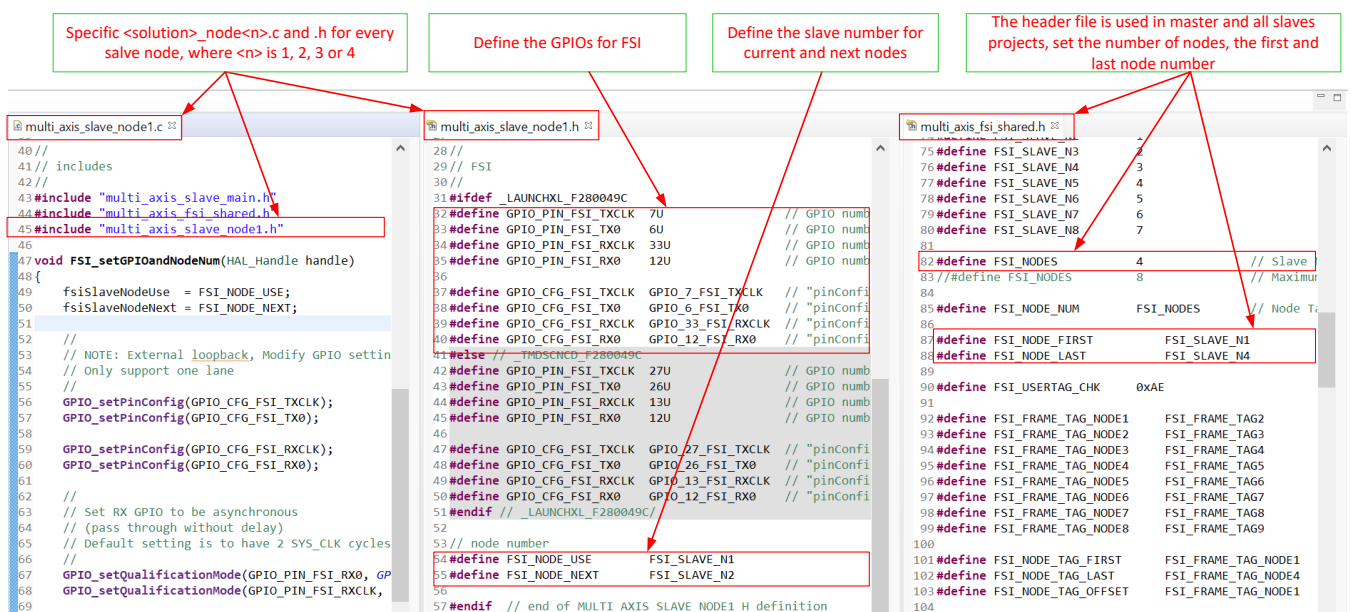 Specific <solution>_node<n>.c and .h for every
salve node, where <n> is 1, 2, 3 or 4
Define the GPIOs for FSI
Define the slave number for
current and next nodes
The header file is used in master and all slaves
projects, set the number of nodes, the first and
last node number
multi_axis_slave_node1.c
40 //
41 // includes
42 //
43 #include "multi_axis_slave_main.h"
44 #include "multi_axis_fsi_shared.h"
45 #include "multi_axis_slave_node1.h"
46
47 void FSI_setGPIOandNodeNum(HAL_Handle handle)
48 {
49     fsiSlaveNodeUse  = FSI_NODE_USE;
50     fsiSlaveNodeNext = FSI_NODE_NEXT;
51
52     //
53     // NOTE: External loopback, Modify GPIO settin
54     // Only support one lane
55     //
56     GPIO_setPinConfig(GPIO_CFG_FSI_TXCLK);
57     GPIO_setPinConfig(GPIO_CFG_FSI_TX0);
58
59     GPIO_setPinConfig(GPIO_CFG_FSI_RXCLK);
60     GPIO_setPinConfig(GPIO_CFG_FSI_RX0);
61
62     //
63     // Set RX GPIO to be asynchronous
64     // (pass through without delay)
65     // Default setting is to have 2 SYS_CLK cycles
66     //
67     GPIO_setQualificationMode(GPIO_PIN_FSI_RX0, GP
68     GPIO_setQualificationMode(GPIO_PIN_FSI_RXCLK,
69
multi_axis_slave_node1.h
28 //
29 // FSI
30 //
31 #ifdef _LAUNCHXL_F280049C
32 #define GPIO_PIN_FSI_TXCLK  7U  // GPIO numb
33 #define GPIO_PIN_FSI_TX0  6U  // GPIO numb
34 #define GPIO_PIN_FSI_RXCLK  33U  // GPIO numb
35 #define GPIO_PIN_FSI_RX0  12U  // GPIO numb
36
37 #define GPIO_CFG_FSI_TXCLK  GPIO_7_FSI_TXCLK  // "pinConfi
38 #define GPIO_CFG_FSI_TX0  GPIO_6_FSI_TX0  // "pinConfi
39 #define GPIO_CFG_FSI_RXCLK  GPIO_33_FSI_RXCLK  // "pinConfi
40 #define GPIO_CFG_FSI_RX0  GPIO_12_FSI_RX0  // "pinConfi
41 #else // _TMDSCNCD_F280049C
42 #define GPIO_PIN_FSI_TXCLK  27U  // GPIO numb
43 #define GPIO_PIN_FSI_TX0  26U  // GPIO numb
44 #define GPIO_PIN_FSI_RXCLK  13U  // GPIO numb
45 #define GPIO_PIN_FSI_RX0  12U  // GPIO numb
46
47 #define GPIO_CFG_FSI_TXCLK  GPIO_27_FSI_TXCLK  // "pinConfi
48 #define GPIO_CFG_FSI_TX0  GPIO_26_FSI_TX0  // "pinConfi
49 #define GPIO_CFG_FSI_RXCLK  GPIO_13_FSI_RXCLK  // "pinConfi
50 #define GPIO_CFG_FSI_RX0  GPIO_12_FSI_RX0  // "pinConfi
51 #endif // _LAUNCHXL_F280049C/
52
53 // node number
54 #define FSI_NODE_USE  FSI_SLAVE_N1
55 #define FSI_NODE_NEXT  FSI_SLAVE_N2
56
57 #endif  // end of MULTI_AXIS_SLAVE_NODE1_H definition
multi_axis_fsi_shared.h
75 #define FSI_SLAVE_N3  2
76 #define FSI_SLAVE_N4  3
77 #define FSI_SLAVE_N5  4
78 #define FSI_SLAVE_N6  5
79 #define FSI_SLAVE_N7  6
80 #define FSI_SLAVE_N8  7
81
82 #define FSI_NODES  4  // Slave
83 //#define FSI_NODES  8  // Maximum
84
85 #define FSI_NODE_NUM  FSI_NODES  // Node Ta
86
87 #define FSI_NODE_FIRST  FSI_SLAVE_N1
88 #define FSI_NODE_LAST  FSI_SLAVE_N4
89
90 #define FSI_USERTAG_CHK  0xAE
91
92 #define FSI_FRAME_TAG_NODE1  FSI_FRAME_TAG2
93 #define FSI_FRAME_TAG_NODE2  FSI_FRAME_TAG3
94 #define FSI_FRAME_TAG_NODE3  FSI_FRAME_TAG4
95 #define FSI_FRAME_TAG_NODE4  FSI_FRAME_TAG5
96 #define FSI_FRAME_TAG_NODE5  FSI_FRAME_TAG6
97 #define FSI_FRAME_TAG_NODE6  FSI_FRAME_TAG7
98 #define FSI_FRAME_TAG_NODE7  FSI_FRAME_TAG8
99 #define FSI_FRAME_TAG_NODE8  FSI_FRAME_TAG9
100
101 #define FSI_NODE_TAG_FIRST  FSI_FRAME_TAG_NODE1
102 #define FSI_NODE_TAG_LAST  FSI_FRAME_TAG_NODE4
103 #define FSI_NODE_TAG_OFFSET  FSI_FRAME_TAG_NODE1
104